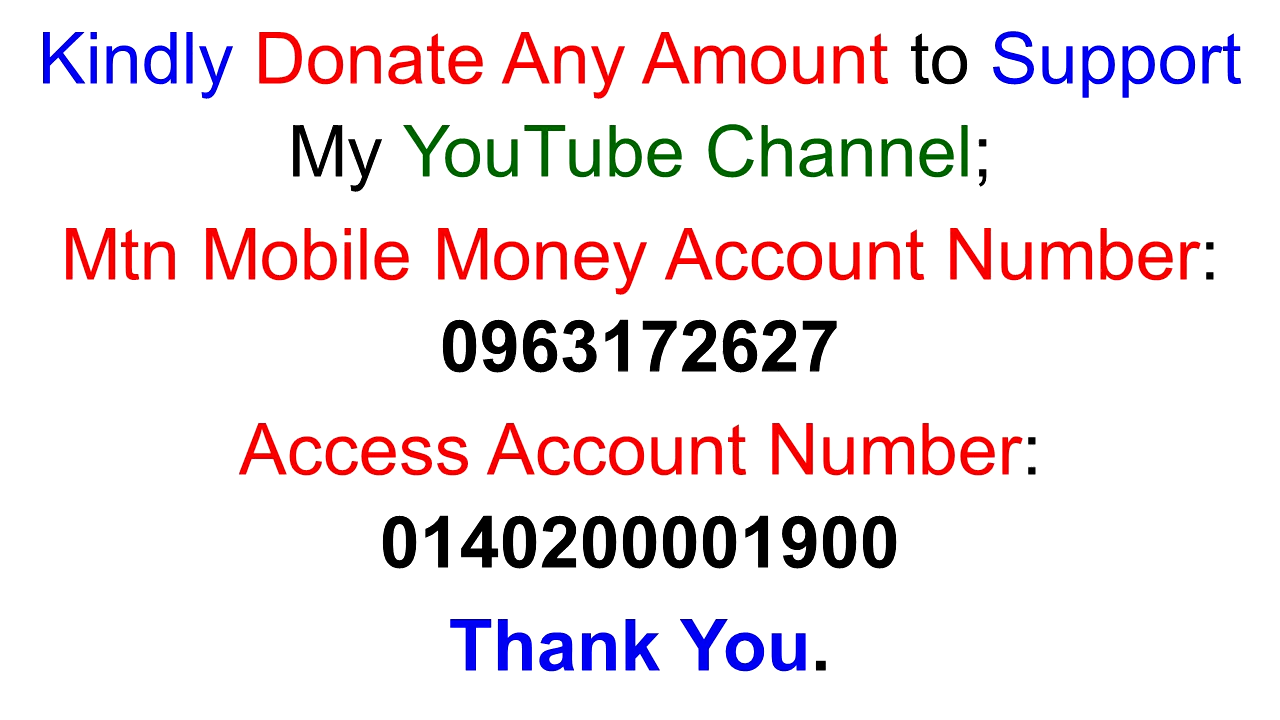 Kindly Donate Any Amount to Support
My YouTube Channel;
Mtn Mobile Money Account Number:
0963172627
Access Account Number:
0140200001900
Thank You.